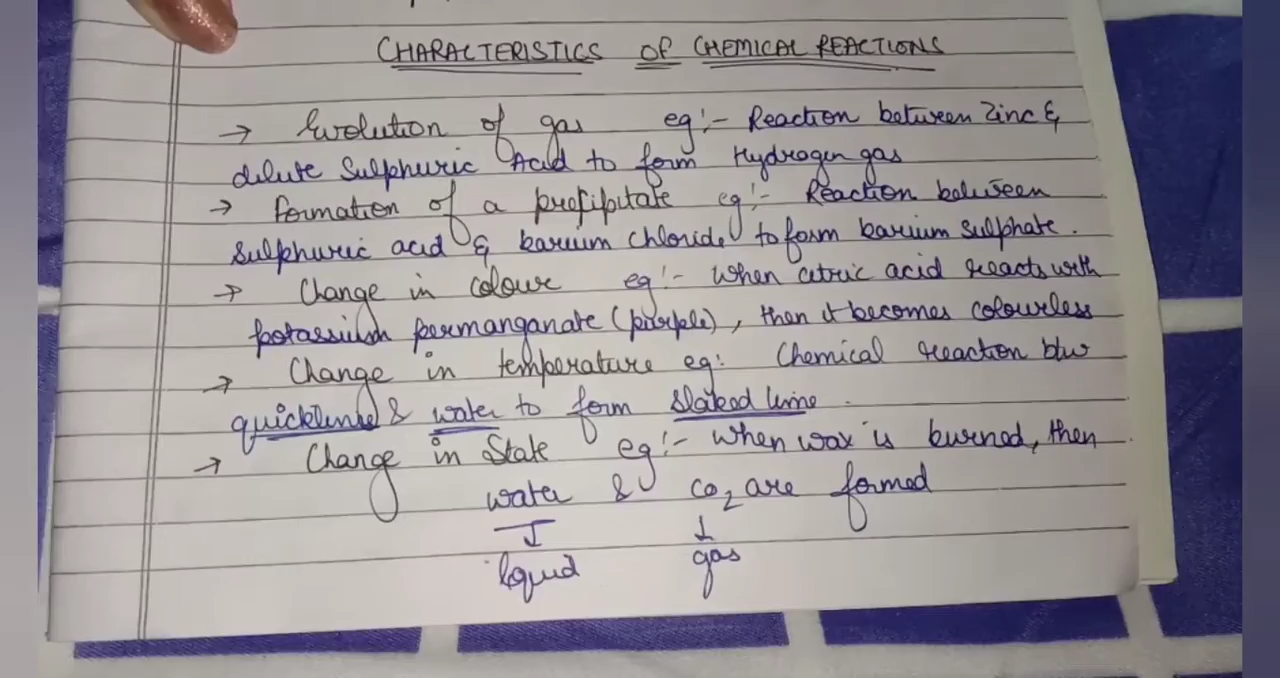 CHARACTERISTICS OF CHEMICAL REACTIONS
→ Evolution of gas eg:- Reaction between Zinc &
dilute Sulphuric Acid to form Hydrogen gas
→ formation of a precipitate eg:- Reaction between
sulphuric acid & barium chloride to form barium sulphate.
→ Change in colour eg:- when citric acid reacts with
potassium permanganate (purple), then it becomes colourless
→ Change in temperature eg: Chemical reaction btw
quicklime & water to form slaked lime.
→ Change in State eg:- when wax is burned, then
water & CO₂ are formed
↓ ↓
liquid gas